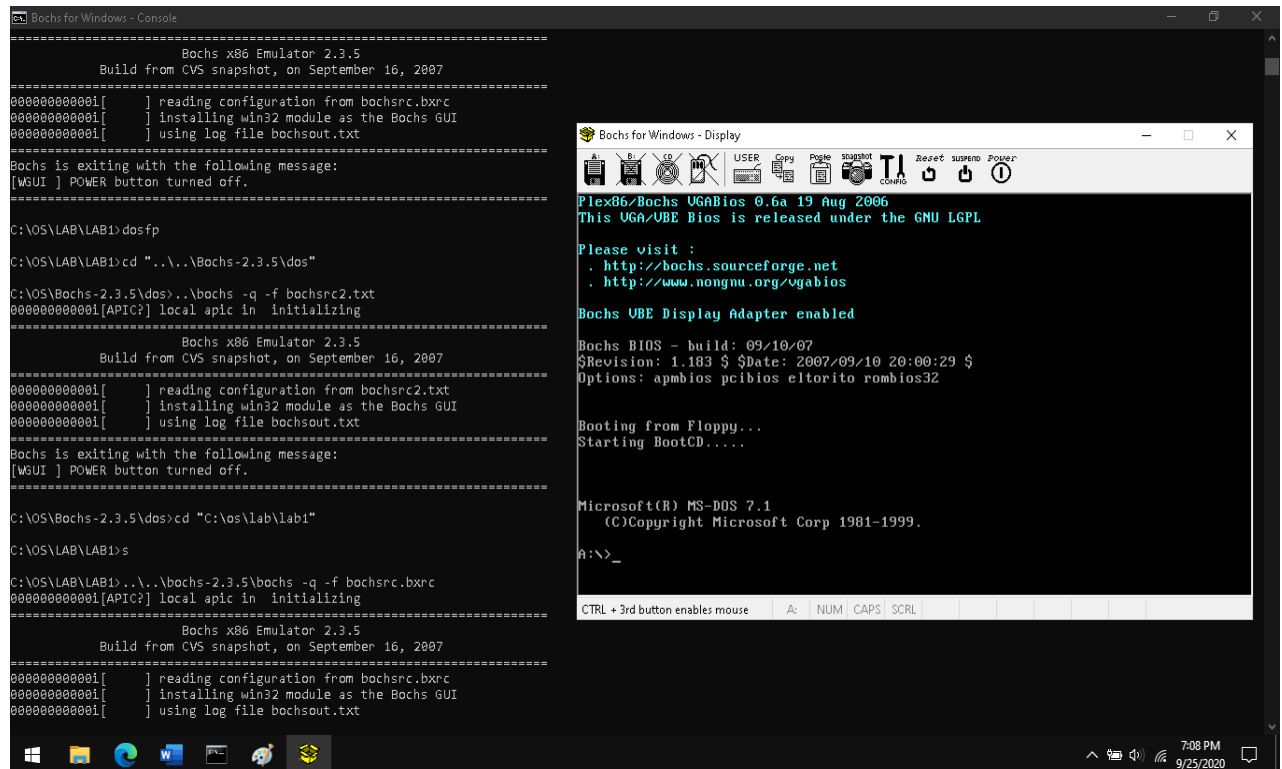 Bochs for Windows - Console
========================================================================
Bochs x86 Emulator 2.3.5
Build from CVS snapshot, on September 16, 2007
========================================================================
00000000000i[     ] reading configuration from bochsrc.bxrc
00000000000i[     ] installing win32 module as the Bochs GUI
00000000000i[     ] using log file bochsout.txt
========================================================================
Bochs is exiting with the following message:
[WGUI ] POWER button turned off.
========================================================================
C:\OS\LAB\LAB1>dosfp
C:\OS\LAB\LAB1>cd "..\..\Bochs-2.3.5\dos"
C:\OS\Bochs-2.3.5\dos>..\bochs -q -f bochsrc2.txt
00000000000i[APIC?] local apic in  initializing
========================================================================
Bochs x86 Emulator 2.3.5
Build from CVS snapshot, on September 16, 2007
========================================================================
00000000000i[     ] reading configuration from bochsrc2.txt
00000000000i[     ] installing win32 module as the Bochs GUI
00000000000i[     ] using log file bochsout.txt
========================================================================
Bochs is exiting with the following message:
[WGUI ] POWER button turned off.
========================================================================
C:\OS\Bochs-2.3.5\dos>cd "C:\os\lab\lab1"
C:\OS\LAB\LAB1>s
C:\OS\LAB\LAB1>..\..\bochs-2.3.5\bochs -q -f bochsrc.bxrc
00000000000i[APIC?] local apic in  initializing
========================================================================
Bochs x86 Emulator 2.3.5
Build from CVS snapshot, on September 16, 2007
========================================================================
00000000000i[     ] reading configuration from bochsrc.bxrc
00000000000i[     ] installing win32 module as the Bochs GUI
00000000000i[     ] using log file bochsout.txt
Bochs for Windows - Display
A: B: CD USER Copy Paste snapshot CONFIG Reset SUSPEND Power
Plex86/Bochs VGABios 0.6a 19 Aug 2006
This VGA/VBE Bios is released under the GNU LGPL
Please visit :
. http://bochs.sourceforge.net
. http://www.nongnu.org/vgabios
Bochs VBE Display Adapter enabled
Bochs BIOS - build: 09/10/07
$Revision: 1.183 $ $Date: 2007/09/10 20:00:29 $
Options: apmbios pcibios eltorito rombios32
Booting from Floppy...
Starting BootCD.....
Microsoft(R) MS-DOS 7.1
(C)Copyright Microsoft Corp 1981-1999.
A:\>_
CTRL + 3rd button enables mouse A: NUM CAPS SCRL
7:08 PM
9/25/2020